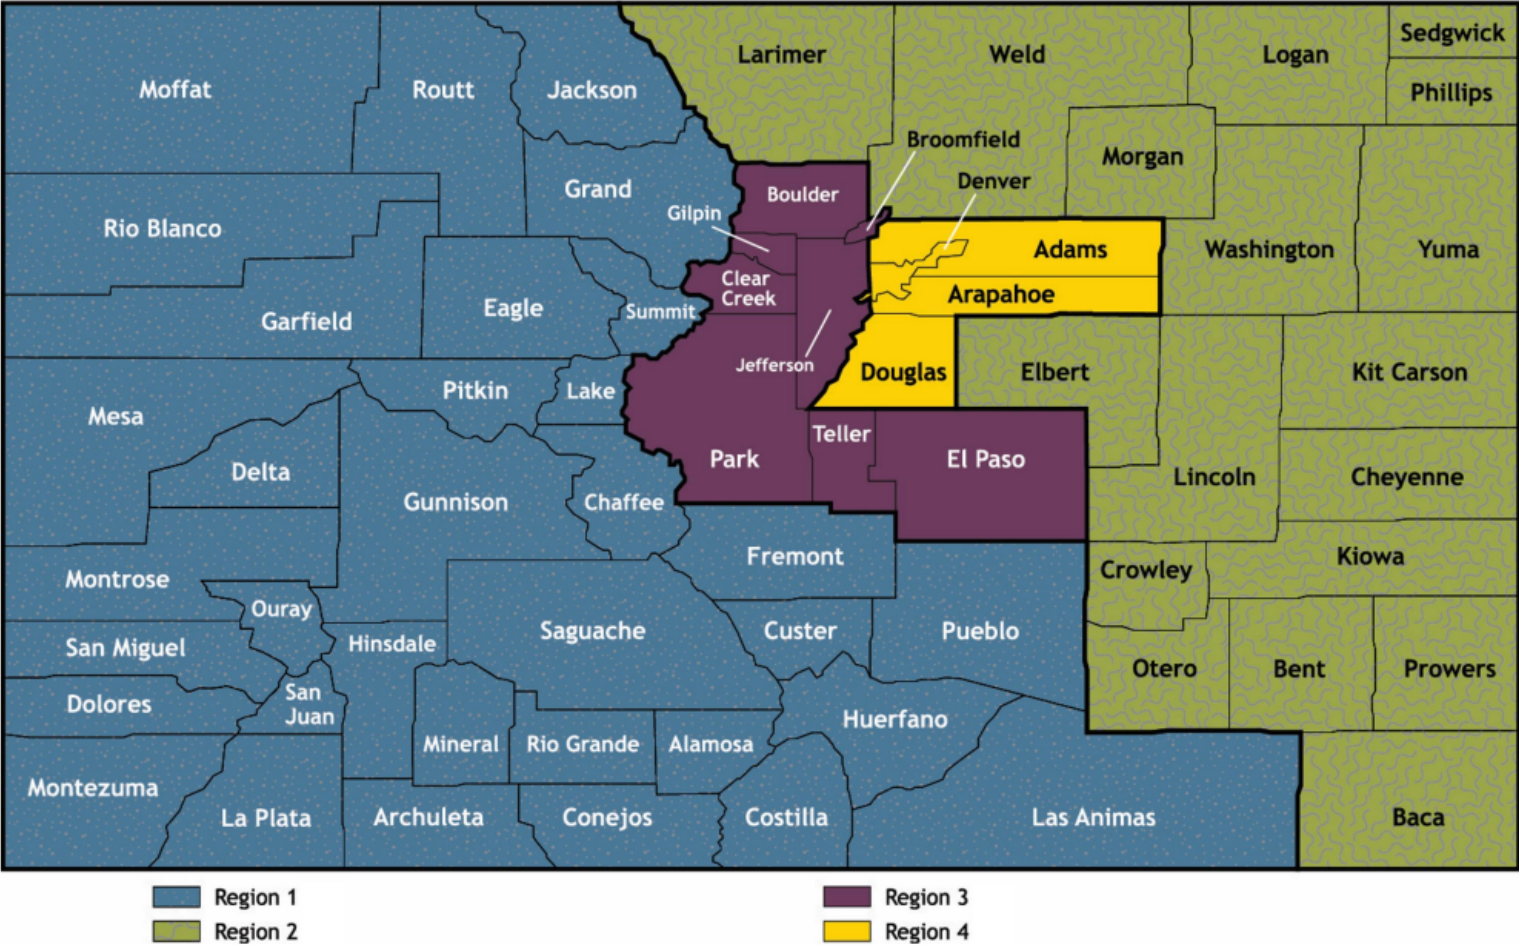 Moffat
Routt
Jackson
Larimer
Weld
Logan
Sedgwick
Phillips
Rio Blanco
Grand
Gilpin
Boulder
Broomfield
Denver
Morgan
Washington
Yuma
Garfield
Eagle
Summit
Clear
Creek
Jefferson
Adams
Arapahoe
Douglas
Elbert
Kit Carson
Mesa
Pitkin
Lake
Park
Teller
El Paso
Lincoln
Cheyenne
Delta
Gunnison
Chaffee
Fremont
Crowley
Kiowa
Montrose
Ouray
Hinsdale
Saguache
Custer
Pueblo
Otero
Bent
Prowers
San Miguel
Dolores
San
Juan
Mineral
Rio Grande
Alamosa
Huerfano
Montezuma
La Plata
Archuleta
Conejos
Costilla
Las Animas
Baca
Region 1
Region 2
Region 3
Region 4